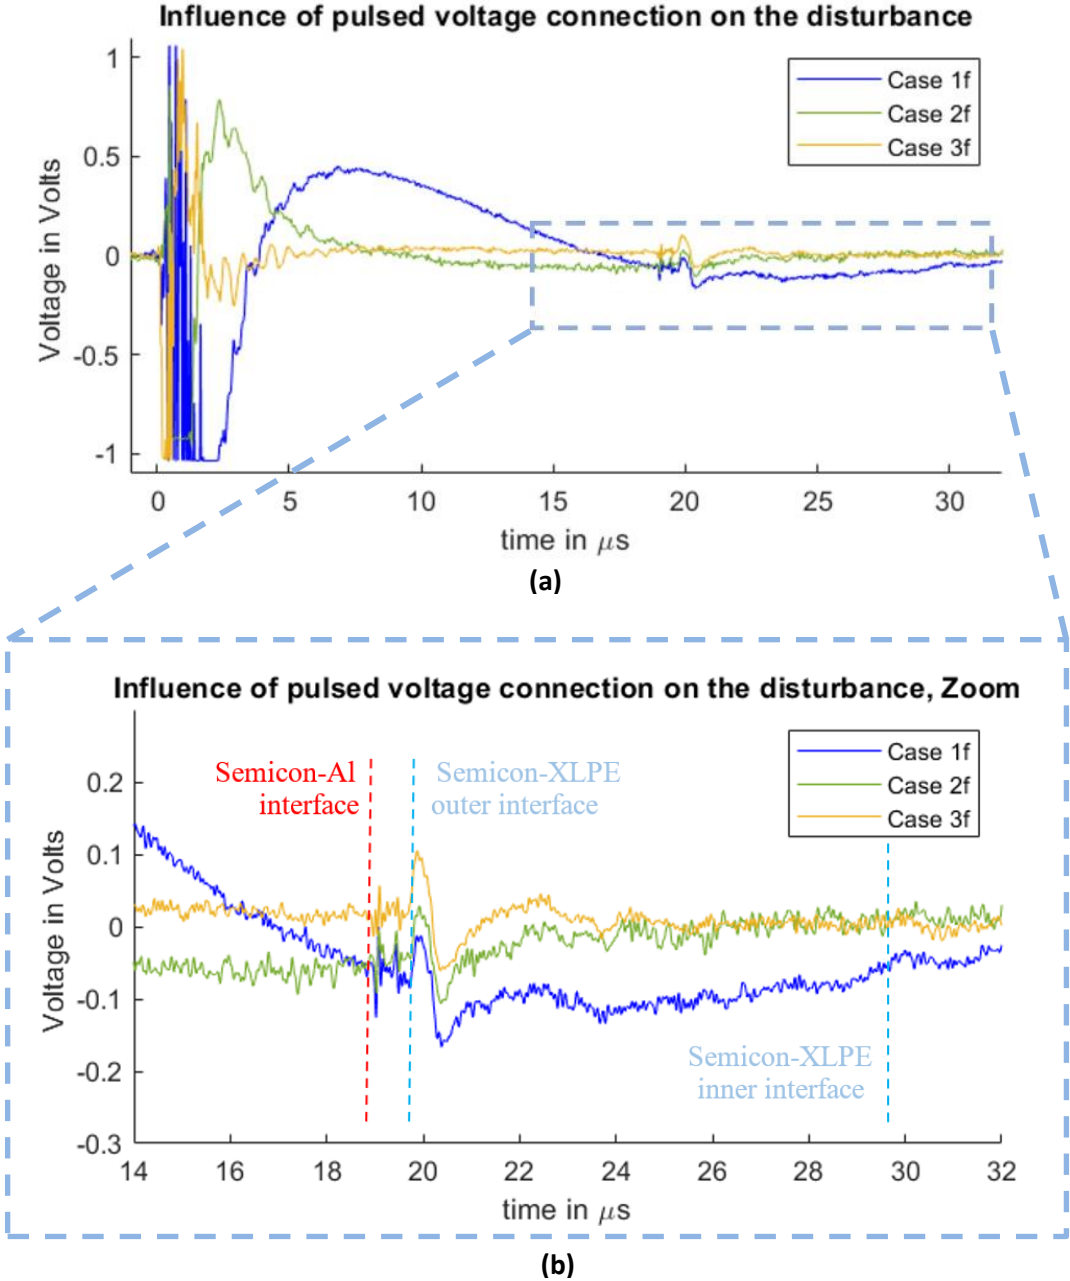 Influence of pulsed voltage connection on the disturbance
Voltage in Volts
1
0.5
0
-0.5
-1
Case 1f
Case 2f
Case 3f
0 5 10 15 20 25 30
time in μs
(a)
Influence of pulsed voltage connection on the disturbance, Zoom
Voltage in Volts
0.2
0.1
0
-0.1
-0.2
-0.3
Semicon-Al
interface
Semicon-XLPE
outer interface
Case 1f
Case 2f
Case 3f
Semicon-XLPE
inner interface
14 16 18 20 22 24 26 28 30 32
time in μs
(b)